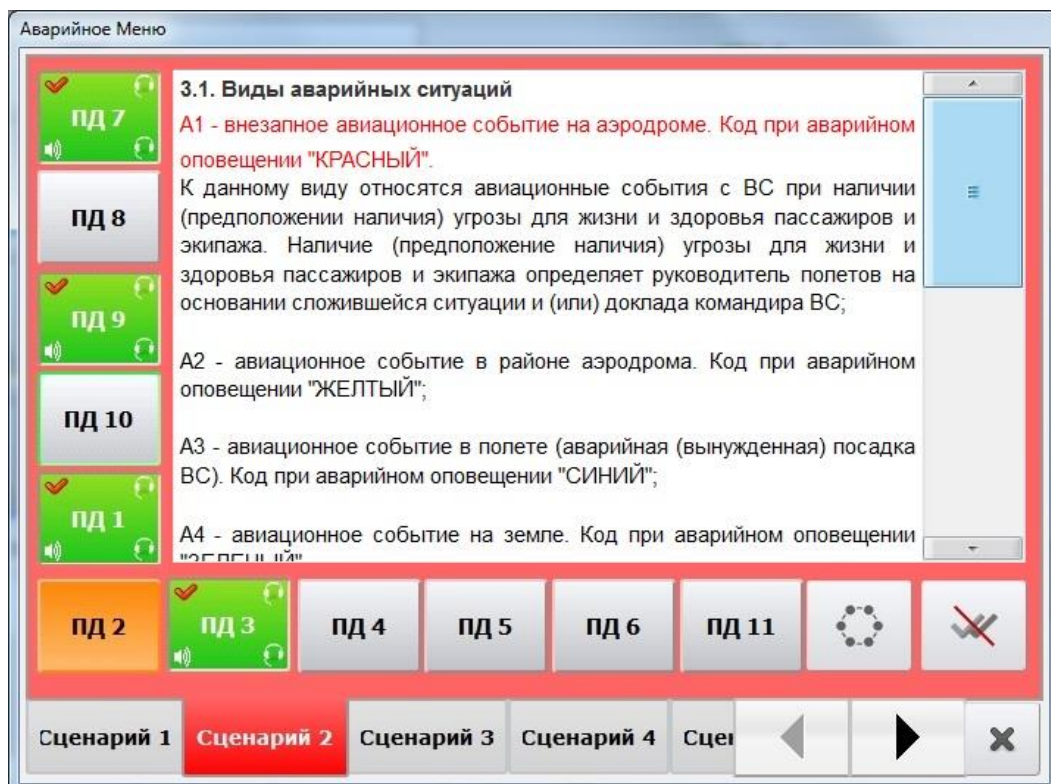 Аварийное Меню
ПД 7
ПД 8
ПД 9
ПД 10
ПД 1
3.1. Виды аварийных ситуаций
А1 - внезапное авиационное событие на аэродроме. Код при аварийном
оповещении "КРАСНЫЙ".
К данному виду относятся авиационные события с ВС при наличии
(предположении наличия) угрозы для жизни и здоровья пассажиров и
экипажа. Наличие (предположение наличия) угрозы для жизни и
здоровья пассажиров и экипажа определяет руководитель полетов на
основании сложившейся ситуации и (или) доклада командира ВС;
А2 - авиационное событие в районе аэродрома. Код при аварийном
оповещении "ЖЕЛТЫЙ";
А3 - авиационное событие в полете (аварийная (вынужденная) посадка
ВС). Код при аварийном оповещении "СИНИЙ";
А4 - авиационное событие на земле. Код при аварийном оповещении
ПД 2
ПД 3
ПД 4
ПД 5
ПД 6
ПД 11
Сценарий 1
Сценарий 2
Сценарий 3
Сценарий 4
Сцен